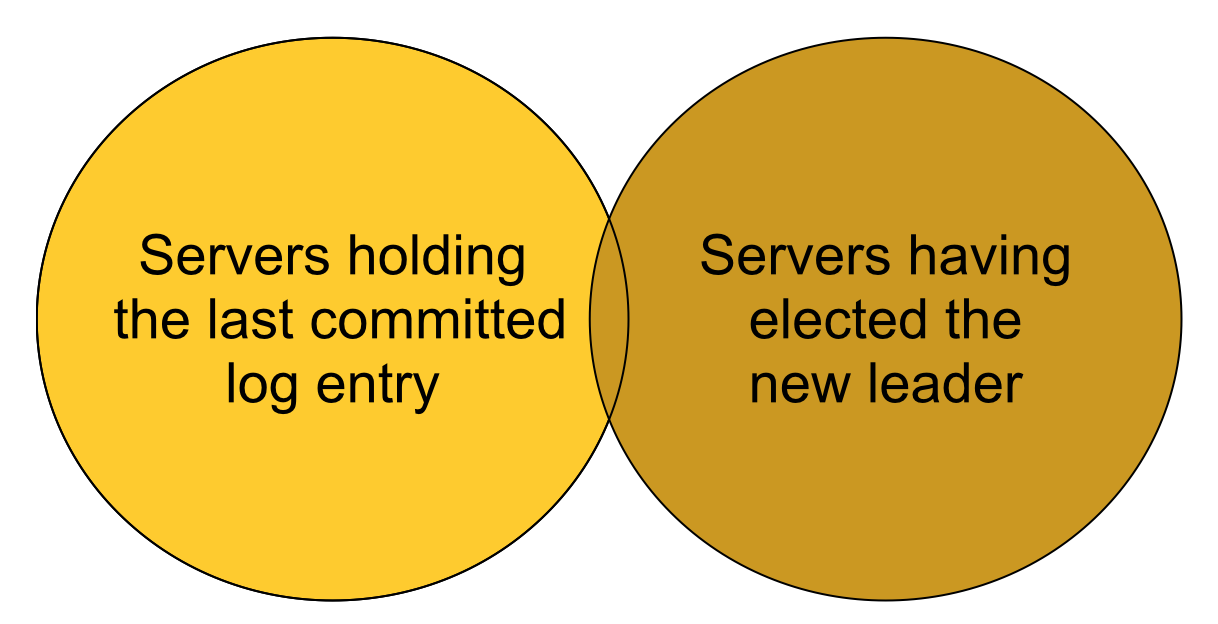 Servers holding
the last committed
log entry
Servers having
elected the
new leader